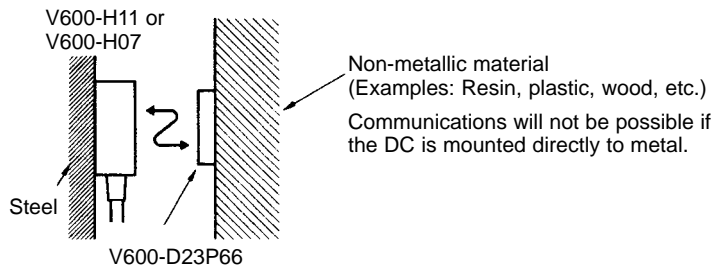 V600-H11 or
V600-H07
Non-metallic material
(Examples: Resin, plastic, wood, etc.)
Communications will not be possible if
the DC is mounted directly to metal.
Steel
V600-D23P66